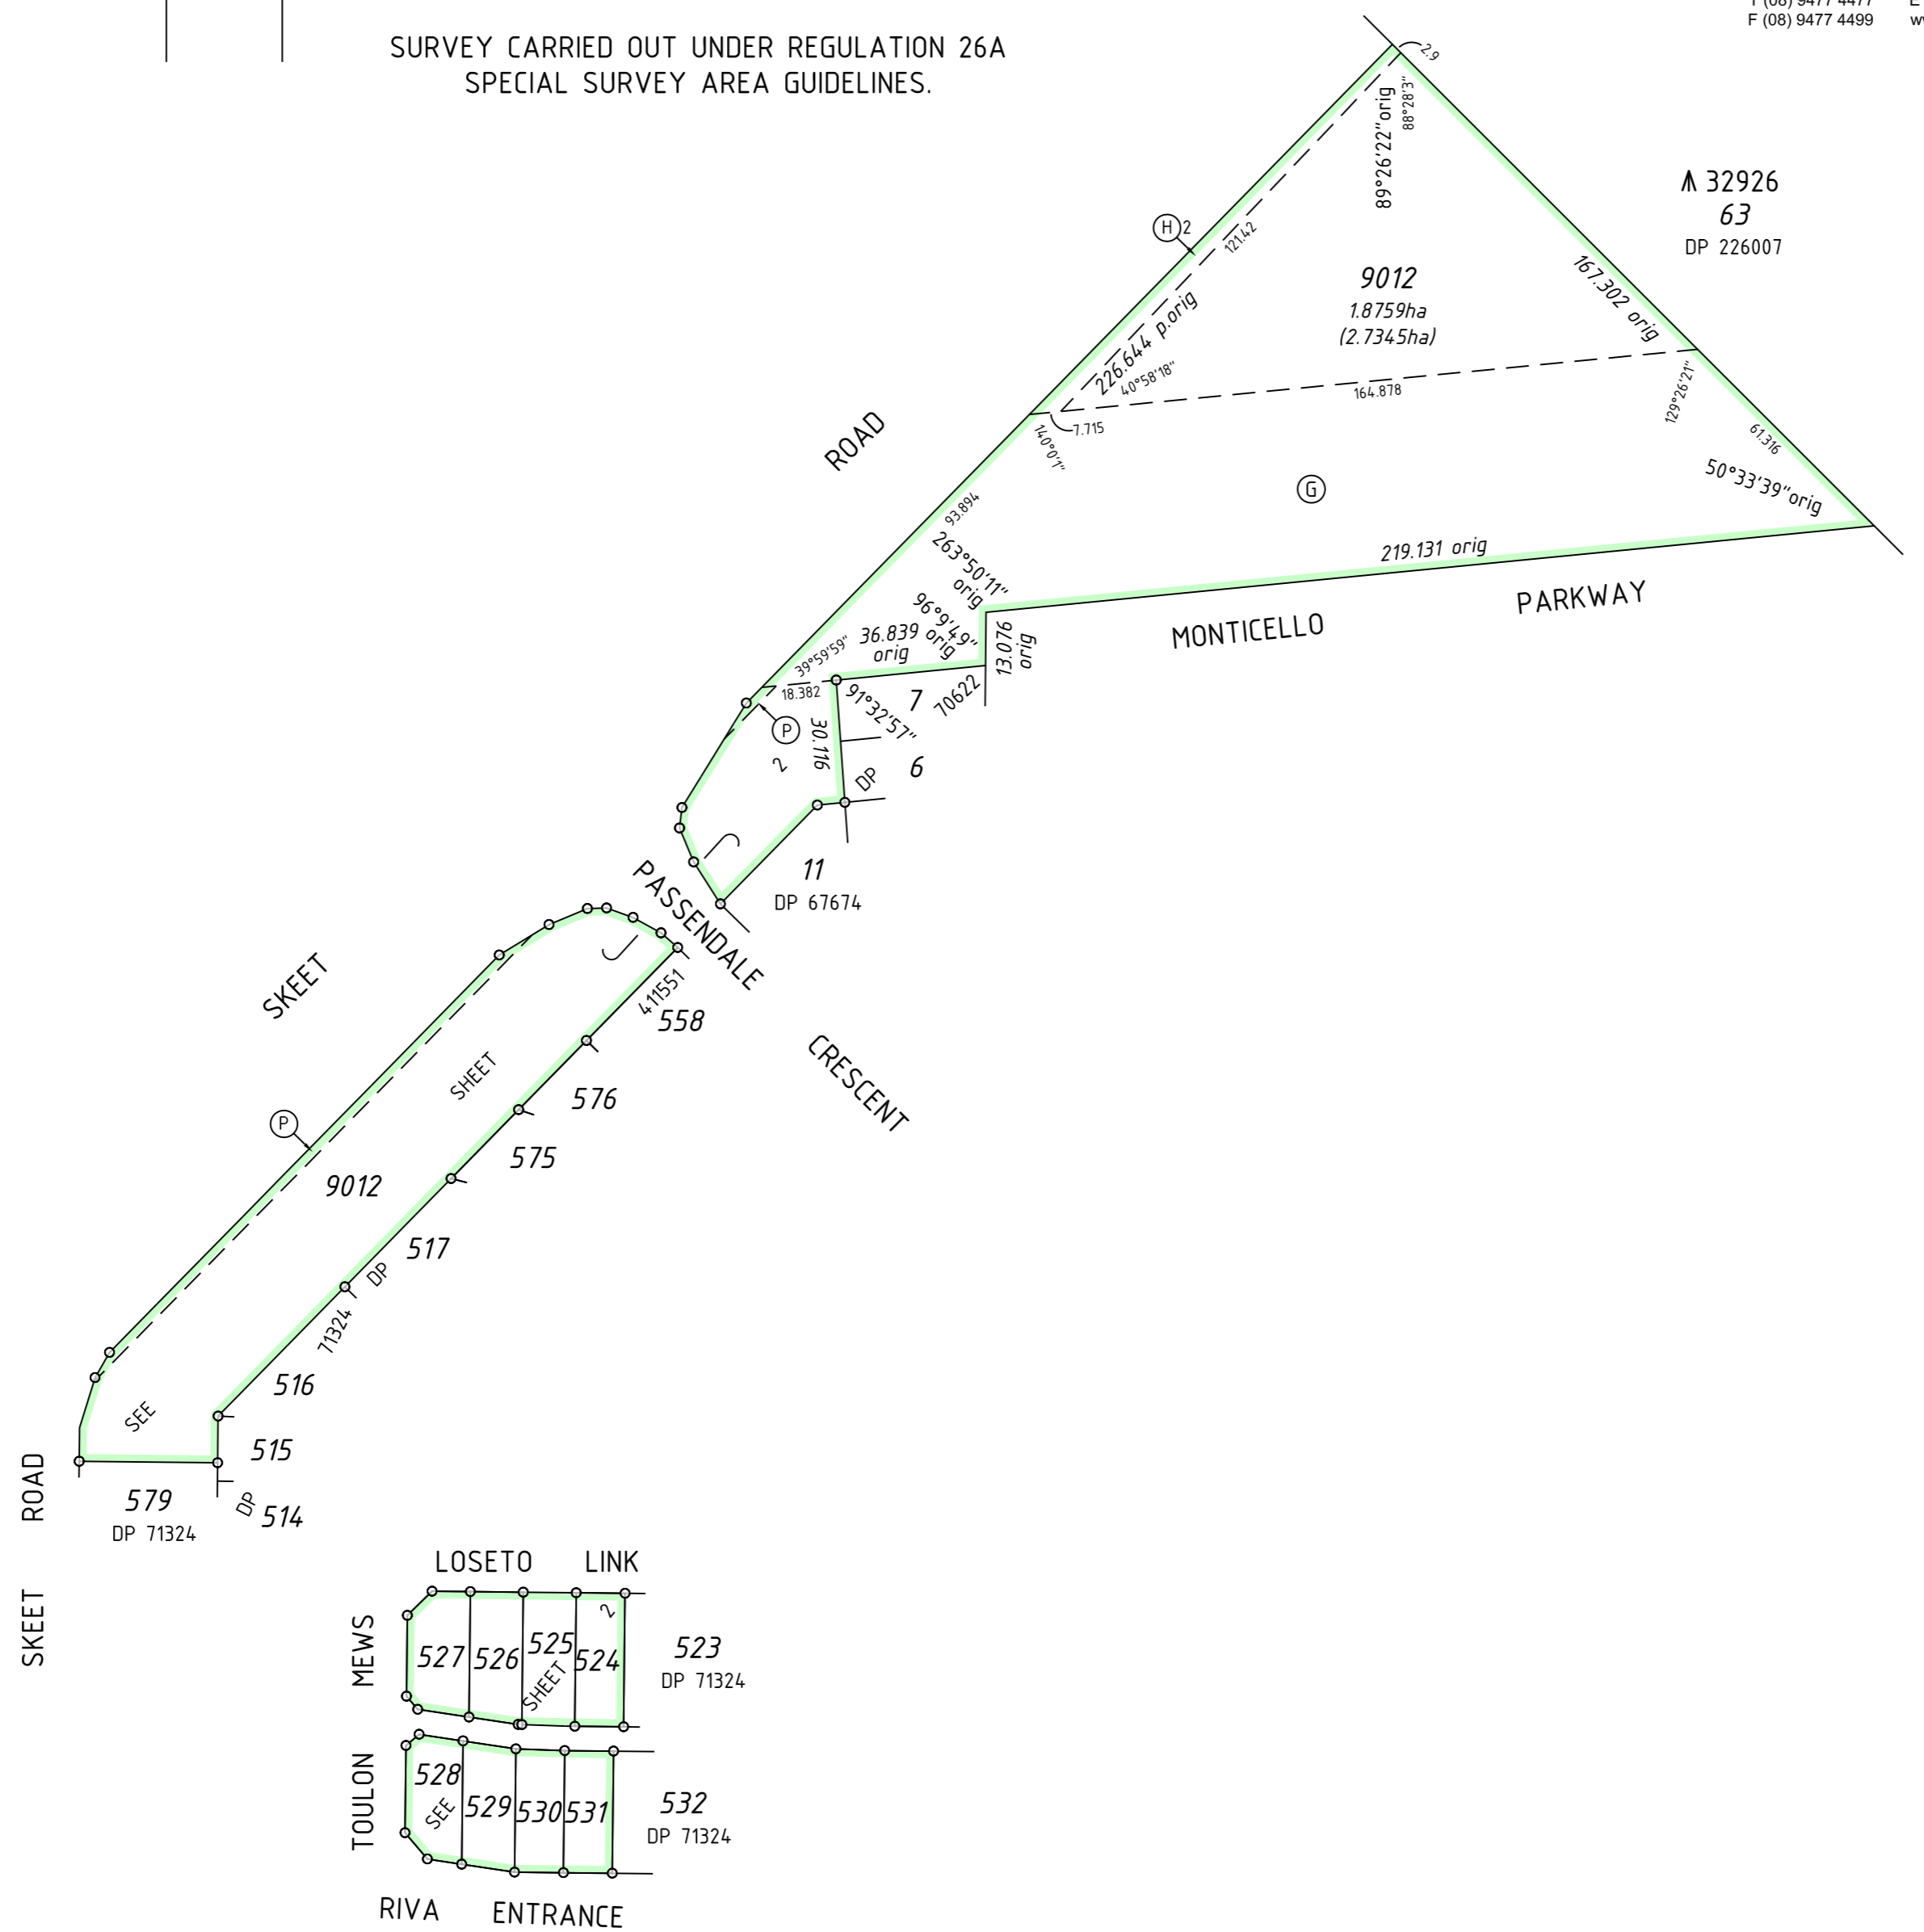 T (08) 9477 4477
F (08) 9477 4499
SURVEY CARRIED OUT UNDER REGULATION 26A
SPECIAL SURVEY AREA GUIDELINES.
2.9
88°28'3"
89°26'22"orig
32926
63
DP 226007
H 2
121.42
167.302 orig
9012
1.8759ha
(2.7345ha)
226.644 p.orig
40°58'18"
164.878
129°26'21"
7.715
140°0'1"
61.316
50°33'39"orig
ROAD
G
93.894
263°50'11"
orig
219.131 orig
96°9'49"
orig
36.839
orig
39°59'59"
13.076
orig
MONTICELLO
PARKWAY
18.382
91°32'57"
7
70622
P
30.116
2
6
DP
11
DP 67674
PASSENDALE
SKEET
411551
558
CRESCENT
SHEET
576
P
575
9012
517
DP
71324
516
SEE
515
ROAD
579
DP 71324
DP
514
LOSETO LINK
SKEET
MEWS
2
527
526
525
524
SHEET
523
DP 71324
TOULON
528
SEE
529
530
531
532
DP 71324
RIVA ENTRANCE